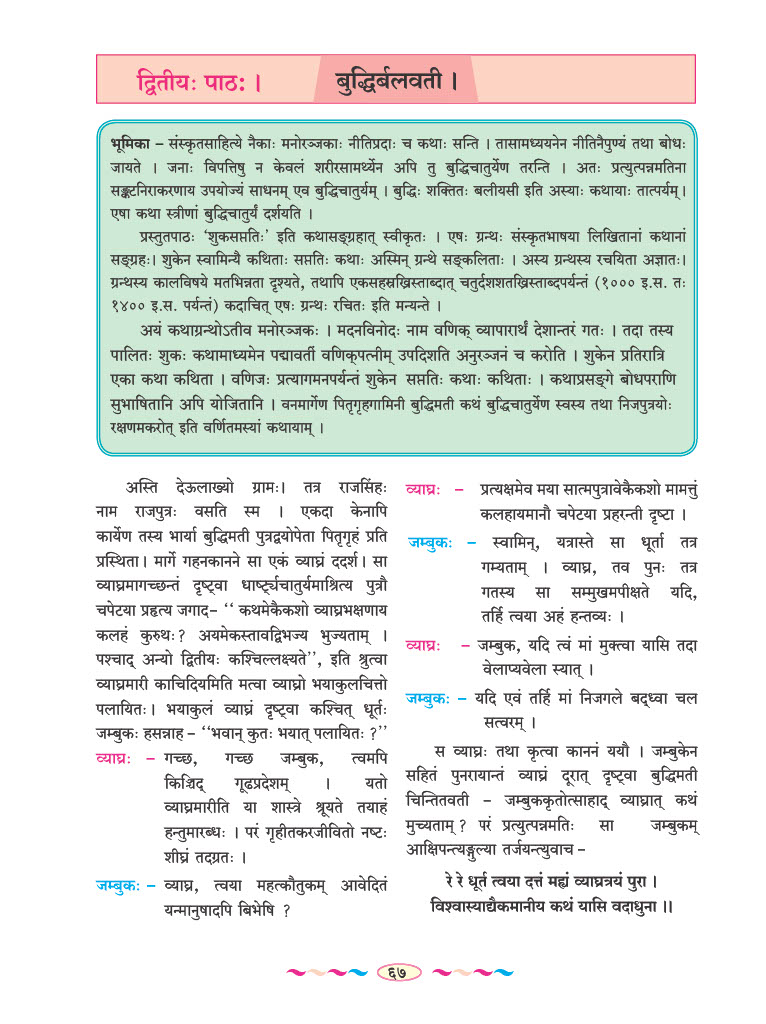 द्वितीयः पाठः ।
बुद्धिर्बलवती ।
भूमिका – संस्कृतसाहित्ये नैकाः मनोरञ्जकाः नीतिप्रदाः च कथाः सन्ति । तासामध्ययनेन नीतिनैपुण्यं तथा बोधः
जायते । जनाः विपत्तिषु न केवलं शरीरसामर्थ्येन अपि तु बुद्धिचातुर्येण तरन्ति । अतः प्रत्युत्पन्नमतिना
सङ्कटनिराकरणाय उपयोज्यं साधनम् एव बुद्धिचातुर्यम् । बुद्धिः शक्तितः बलीयसी इति अस्याः कथायाः तात्पर्यम् ।
एषा कथा स्त्रीणां बुद्धिचातुर्यं दर्शयति ।
प्रस्तुतपाठः ‘शुकसप्ततिः’ इति कथासङ्ग्रहात् स्वीकृतः । एषः ग्रन्थः संस्कृतभाषया लिखितानां कथानां
सङ्ग्रहः। शुकेन स्वामिन्यै कथिताः सप्ततिः कथाः अस्मिन् ग्रन्थे सङ्कलिताः । अस्य ग्रन्थस्य रचयिता अज्ञातः।
ग्रन्थस्य कालविषये मतभिन्नता दृश्यते, तथापि एकसहस्रख्रिस्ताब्दात् चतुर्दशशतख्रिस्ताब्दपर्यन्तं (१००० इ.स. तः
१४०० इ.स. पर्यन्तं) कदाचित् एषः ग्रन्थः रचितः इति मन्यन्ते ।
अयं कथाग्रन्थोऽतीव मनोरञ्जकः । मदनविनोदः नाम वणिक् व्यापारार्थं देशान्तरं गतः । तदा तस्य
पालितः शुकः कथामाध्यमेन पद्मावतीं वणिक्पत्नीम् उपदिशति अनुरञ्जनं च करोति । शुकेन प्रतिरात्रि
एका कथा कथिता । वणिजः प्रत्यागमनपर्यन्तं शुकेन सप्ततिः कथाः कथिताः । कथाप्रसङ्गे बोधपराणि
सुभाषितानि अपि योजितानि । वनमार्गेण पितृगृहगामिनी बुद्धिमती कथं बुद्धिचातुर्येण स्वस्य तथा निजपुत्रयोः
रक्षणमकरोत् इति वर्णितमस्यां कथायाम् ।
अस्ति देऊलाख्यो ग्रामः। तत्र राजसिंहः
नाम राजपुत्रः वसति स्म । एकदा केनापि
कार्येण तस्य भार्या बुद्धिमती पुत्रद्वयोपेता पितृगृहं प्रति
प्रस्थिता। मार्गे गहनकानने सा एकं व्याघ्रं ददर्श। सा
व्याघ्रमागच्छन्तं दृष्ट्वा धार्ष्ट्यचातुर्यमाश्रित्य पुत्रौ
चपेटया प्रहृत्य जगाद– ‘‘ कथमेकैकशो व्याघ्रभक्षणाय
कलहं कुरुथः? अयमेकस्तावद्विभज्य भुज्यताम् ।
पश्चाद् अन्यो द्वितीयः कश्चिल्लक्ष्यते’’, इति श्रुत्वा
व्याघ्रमारी काचिदियमिति मत्वा व्याघ्रो भयाकुलचित्तो
पलायितः। भयाकुलं व्याघ्रं दृष्ट्वा कश्चित् धूर्तः
जम्बुकः हसन्नाह – ‘‘भवान् कुतः भयात् पलायितः ?’’
व्याघ्रः – गच्छ, गच्छ जम्बुक, त्वमपि
किञ्चिद् गूढप्रदेशम् । यतो
व्याघ्रमारीति या शास्त्रे श्रूयते तयाहं
हन्तुमारब्धः । परं गृहीतकरजीवितो नष्टः
शीघ्रं तदग्रतः ।
जम्बुकः – व्याघ्र, त्वया महत्कौतुकम् आवेदितं
यन्मानुषादपि बिभेषि ?
व्याघ्रः – प्रत्यक्षमेव मया सात्मपुत्रावेकैकशो मामत्तुं
कलहायमानौ चपेटया प्रहरन्ती दृष्टा ।
जम्बुकः – स्वामिन्, यत्रास्ते सा धूर्ता तत्र
गम्यताम् । व्याघ्र, तव पुनः तत्र
गतस्य सा सम्मुखमपीक्षते यदि,
तर्हि त्वया अहं हन्तव्यः ।
व्याघ्रः – जम्बुक, यदि त्वं मां मुक्त्वा यासि तदा
वेलाप्यवेला स्यात् ।
जम्बुकः – यदि एवं तर्हि मां निजगले बद्ध्वा चल
सत्वरम् ।
स व्याघ्रः तथा कृत्वा काननं ययौ । जम्बुकेन
सहितं पुनरायान्तं व्याघ्रं दूरात् दृष्ट्वा बुद्धिमती
चिन्तितवती – जम्बुककृतोत्साहाद् व्याघ्रात् कथं
मुच्यताम् ? परं प्रत्युत्पन्नमतिः सा जम्बुकम्
आक्षिपन्त्यङ्गुल्या तर्जयन्त्युवाच –
रे रे धूर्त त्वया दत्तं मह्यं व्याघ्रत्रयं पुरा ।
विश्वास्याद्यैकमानीय कथं यासि वदाधुना ।।
६७